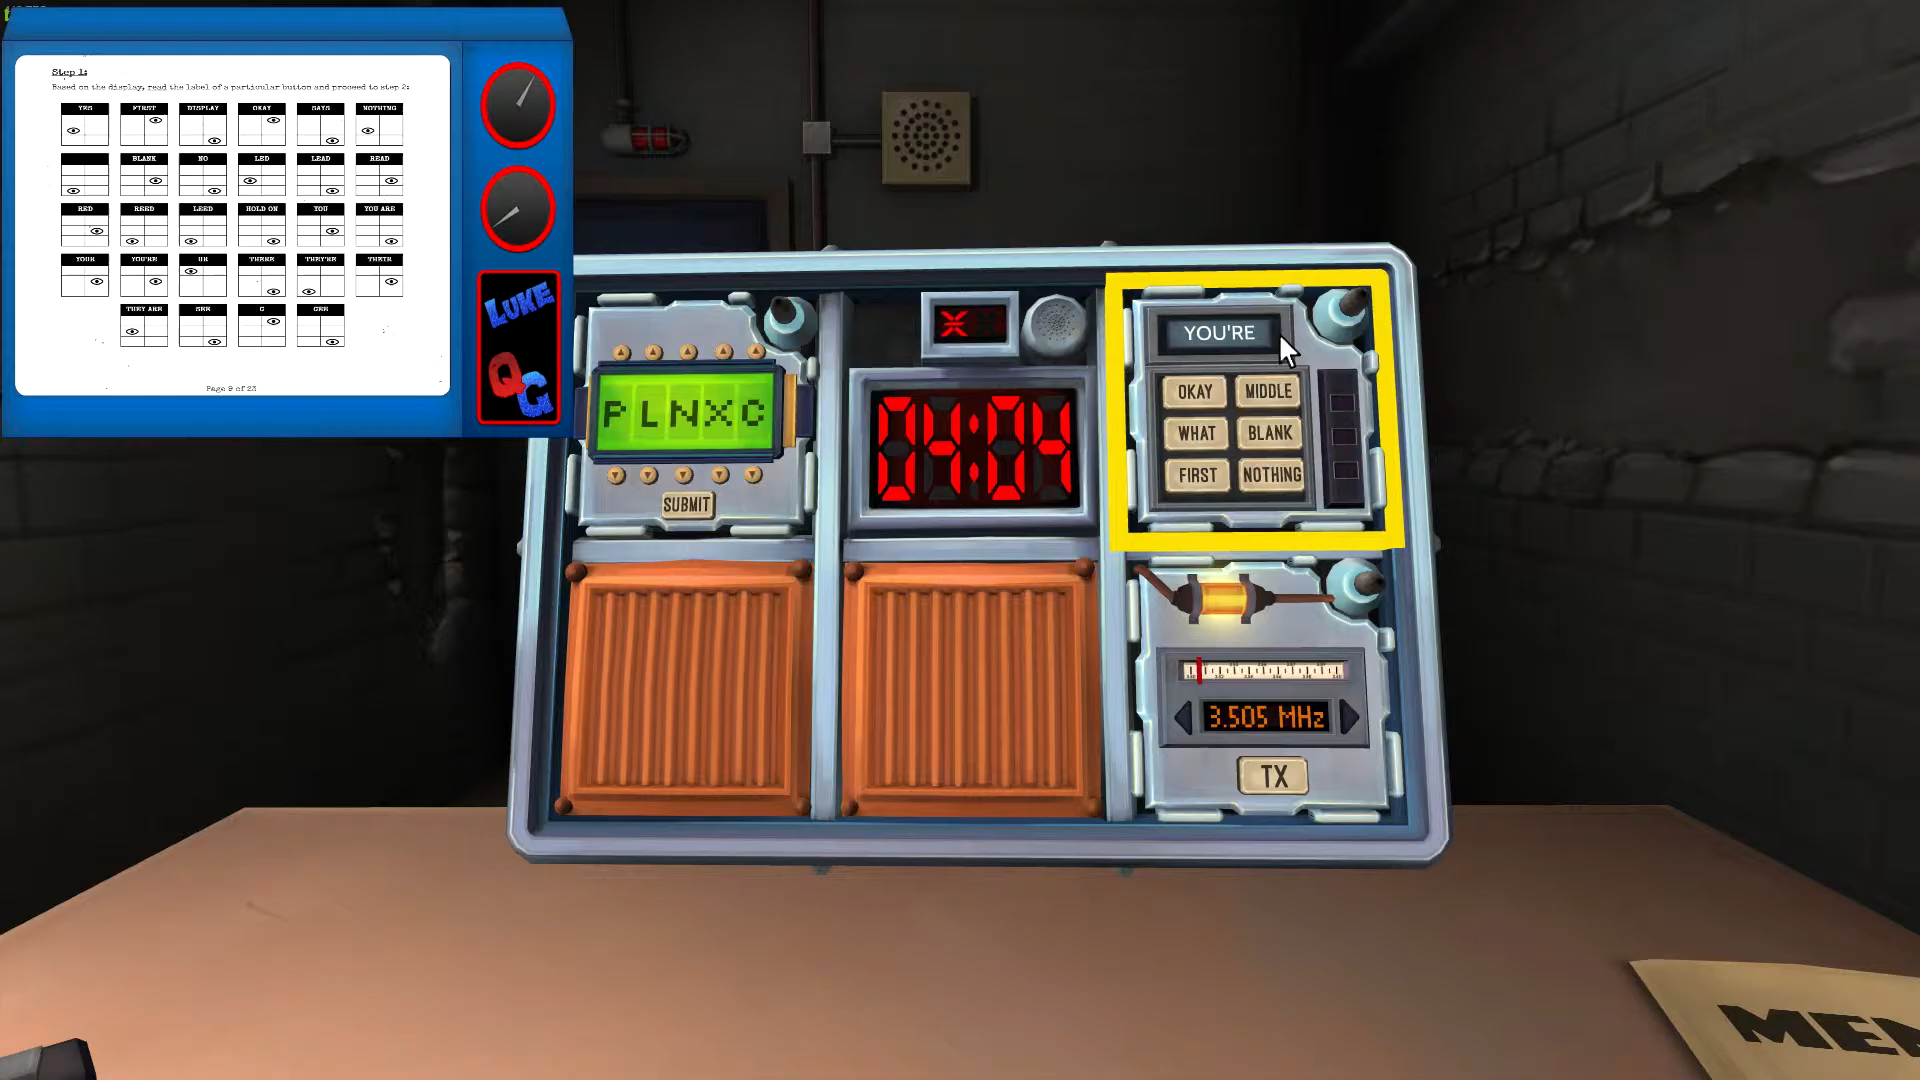 Step 1:
Based on the display, read the label of a particular button and proceed to step 2:
YES FIRST DISPLAY OKAY SAYS NOTHING
BLANK NO LED LEAD READ
RED REED LEED HOLD ON YOU YOU ARE
YOUR YOU'RE UR THERE THEY'RE THEIR
THEY ARE SEE C CEE
Page 9 of 23
LUKE
QG
PLNXC
SUBMIT
X
04:04
YOU'RE
OKAY MIDDLE
WHAT BLANK
FIRST NOTHING
3.505 MHz
TX